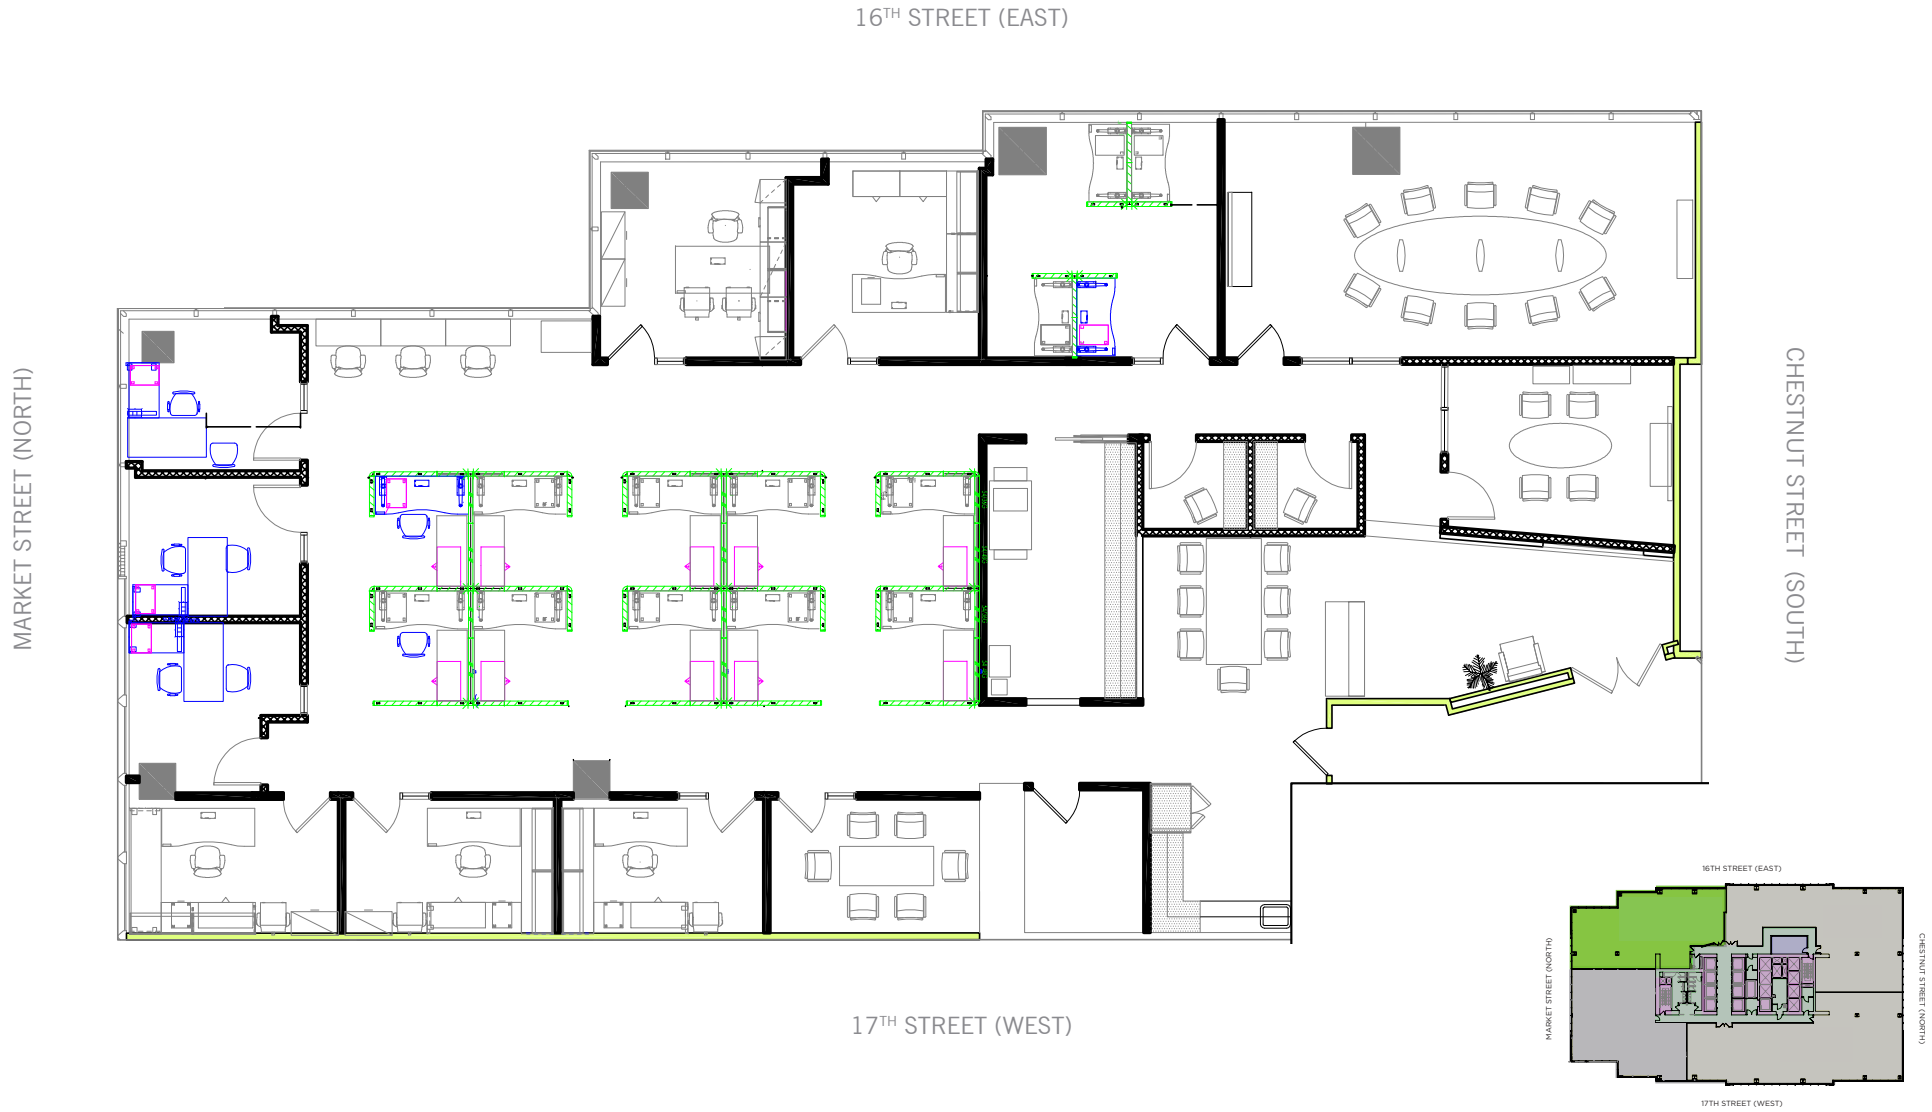 16TH STREET (EAST)
MARKET STREET (NORTH)
CHESTNUT STREET (SOUTH)
17TH STREET (WEST)
16TH STREET (EAST)
MARKET STREET (NORTH)
CHESTNUT STREET (NORTH)
17TH STREET (WEST)